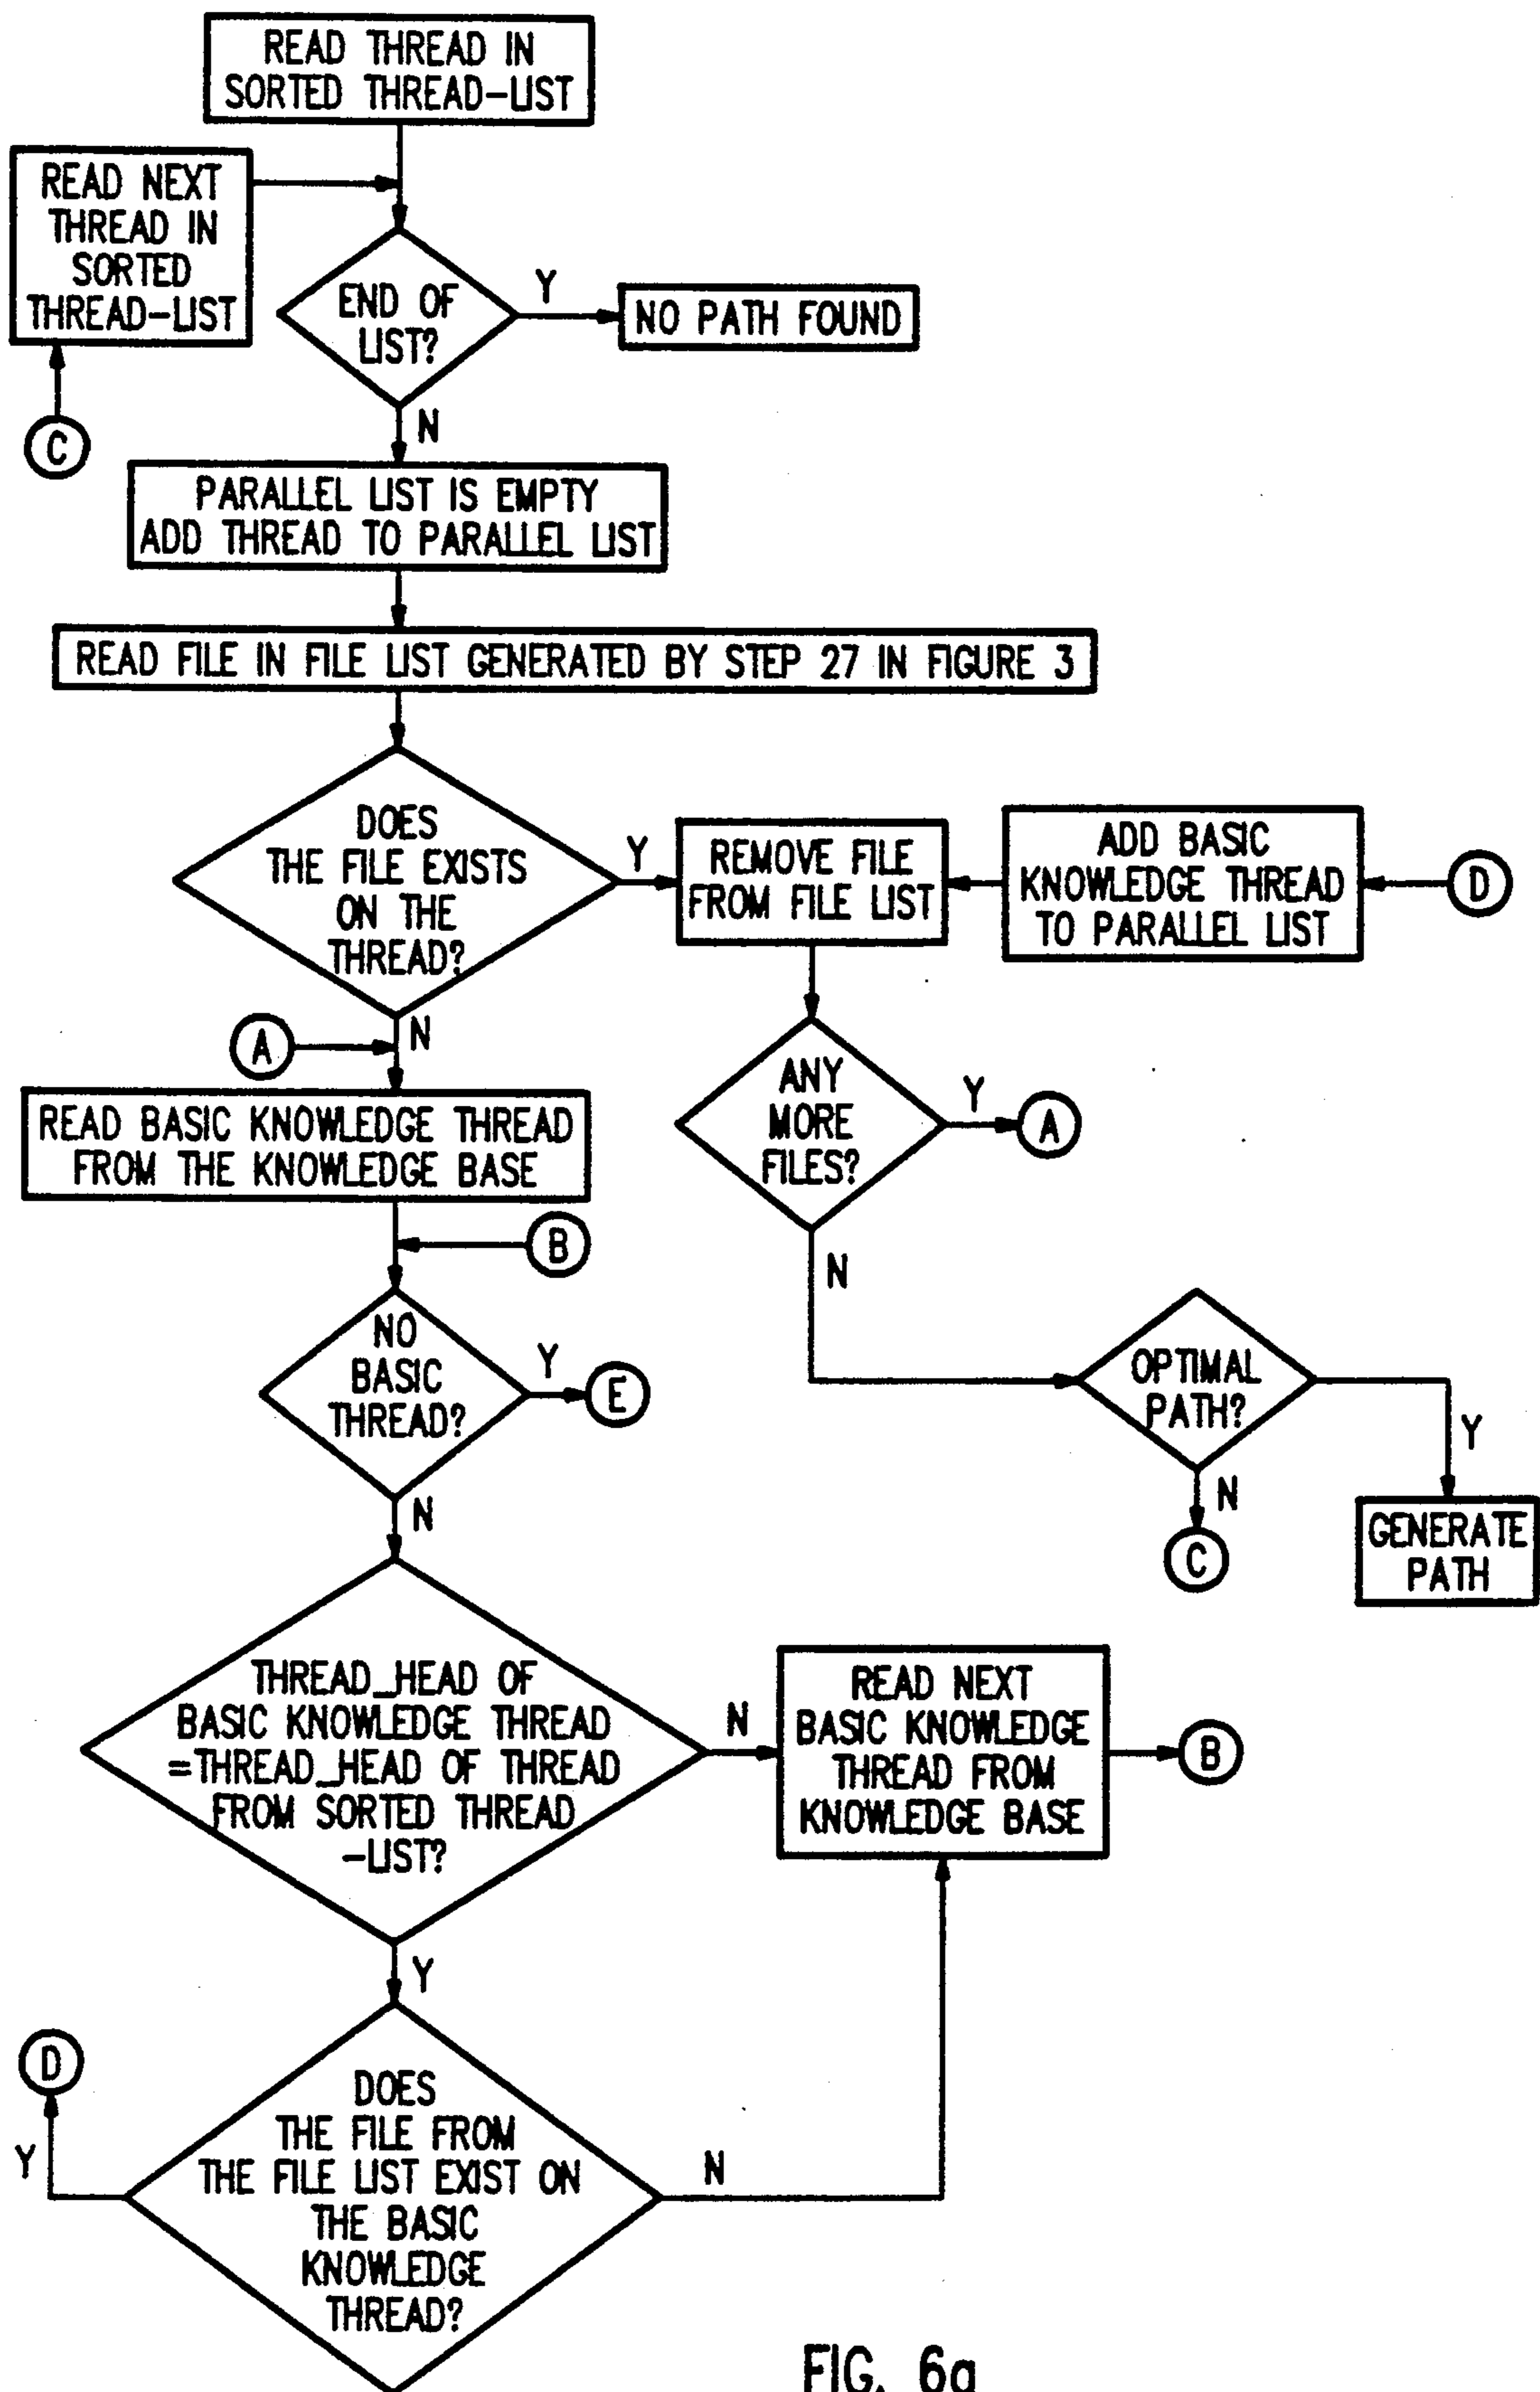 READ THREAD IN
SORTED THREAD-LIST
READ NEXT
THREAD IN
SORTED
THREAD-LIST
END OF
LIST?
Y
NO PATH FOUND
N
C
PARALLEL LIST IS EMPTY
ADD THREAD TO PARALLEL LIST
READ FILE IN FILE LIST GENERATED BY STEP 27 IN FIGURE 3
DOES
THE FILE EXISTS
ON THE
THREAD?
Y
REMOVE FILE
FROM FILE LIST
ADD BASIC
KNOWLEDGE THREAD
TO PARALLEL LIST
D
N
A
READ BASIC KNOWLEDGE THREAD
FROM THE KNOWLEDGE BASE
ANY
MORE
FILES?
Y
A
N
B
NO
BASIC
THREAD?
Y
E
N
OPTIMAL
PATH?
Y
N
C
GENERATE
PATH
THREAD_HEAD OF
BASIC KNOWLEDGE THREAD
=THREAD_HEAD OF THREAD
FROM SORTED THREAD
-LIST?
N
READ NEXT
BASIC KNOWLEDGE
THREAD FROM
KNOWLEDGE BASE
B
Y
D
Y
DOES
THE FILE FROM
THE FILE LIST EXIST ON
THE BASIC
KNOWLEDGE
THREAD?
N
FIG. 6a